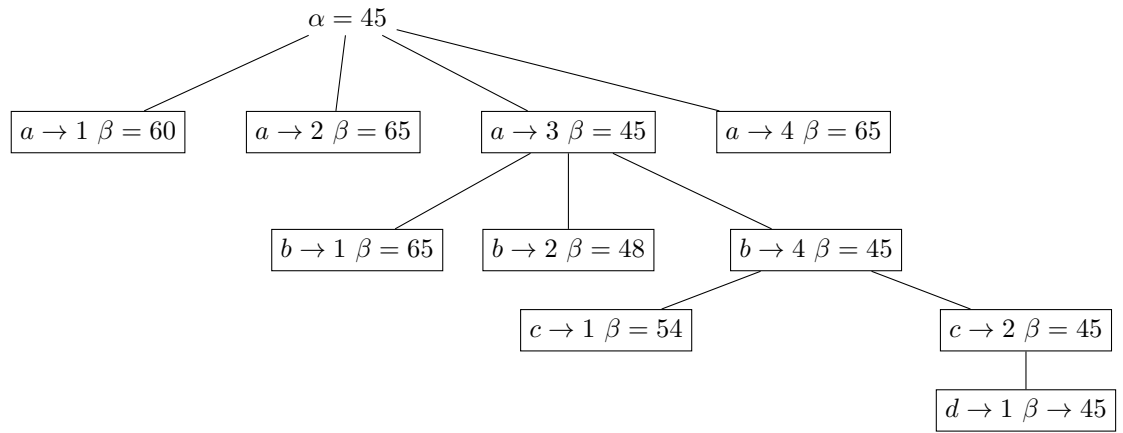 α = 45
a → 1 β = 60
a → 2 β = 65
a → 3 β = 45
a → 4 β = 65
b → 1 β = 65
b → 2 β = 48
b → 4 β = 45
c → 1 β = 54
c → 2 β = 45
d → 1 β → 45